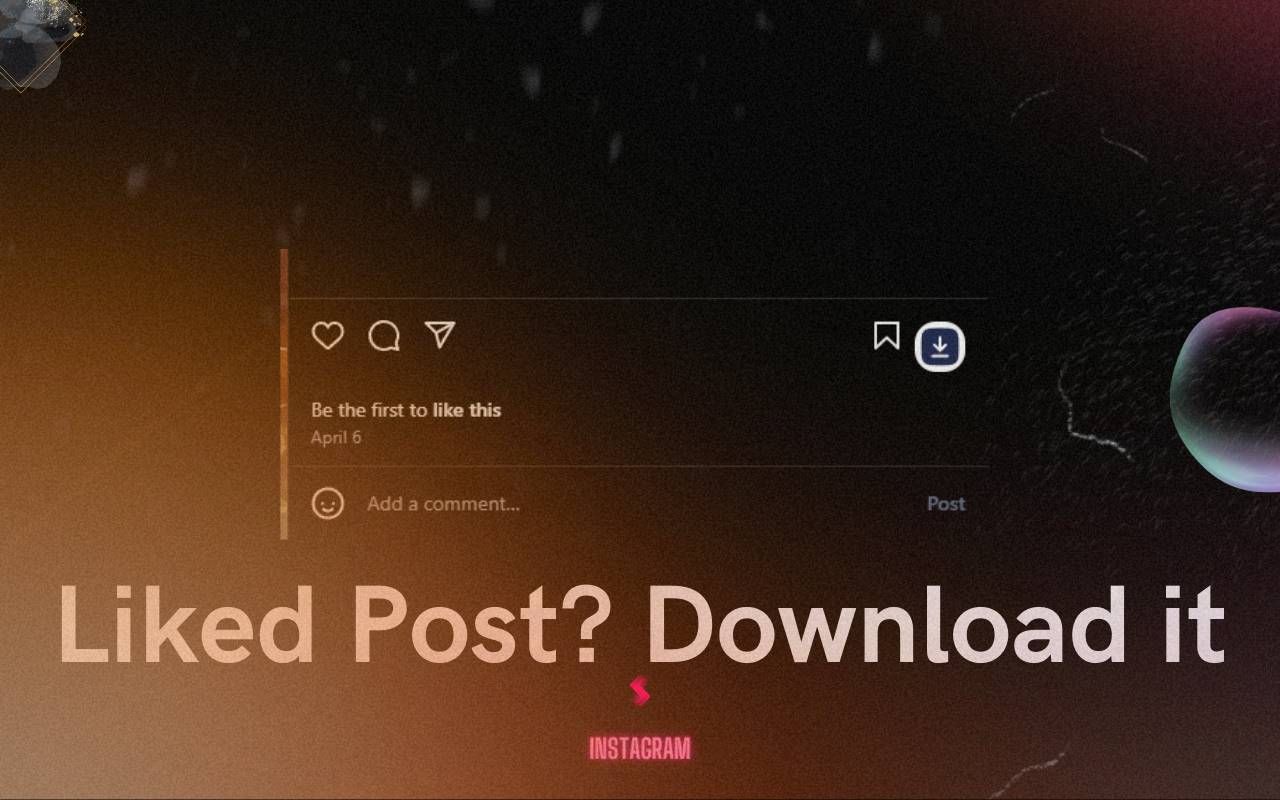 Be the first to like this
April 6
Add a comment... Post
Liked Post? Download it
INSTAGRAM